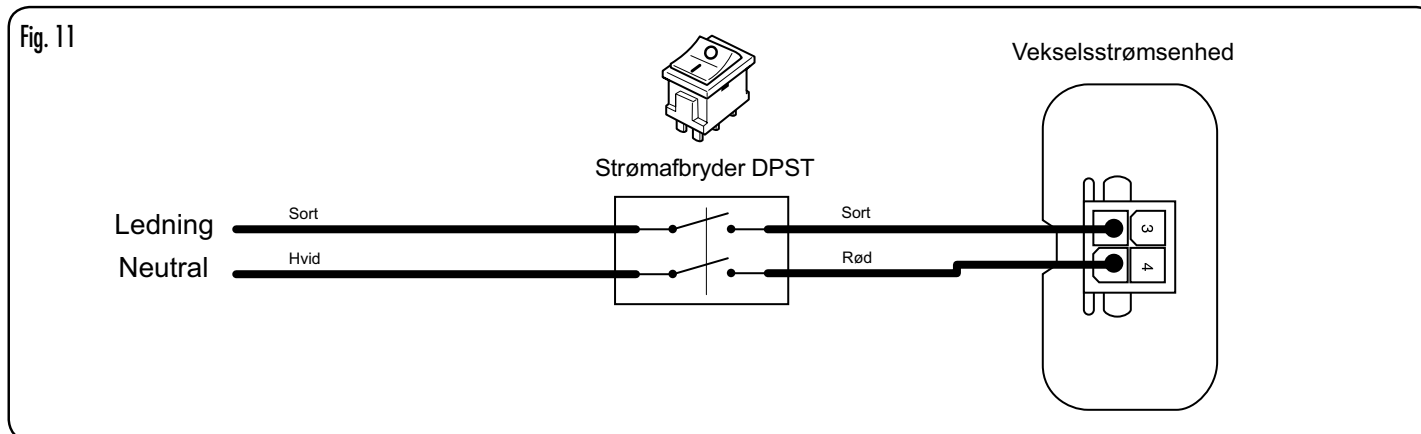 Fig. 11
Vekselsstrømsenhed
Strømafbryder DPST
Ledning
Sort
Sort
3
Neutral
Hvid
Rød
4